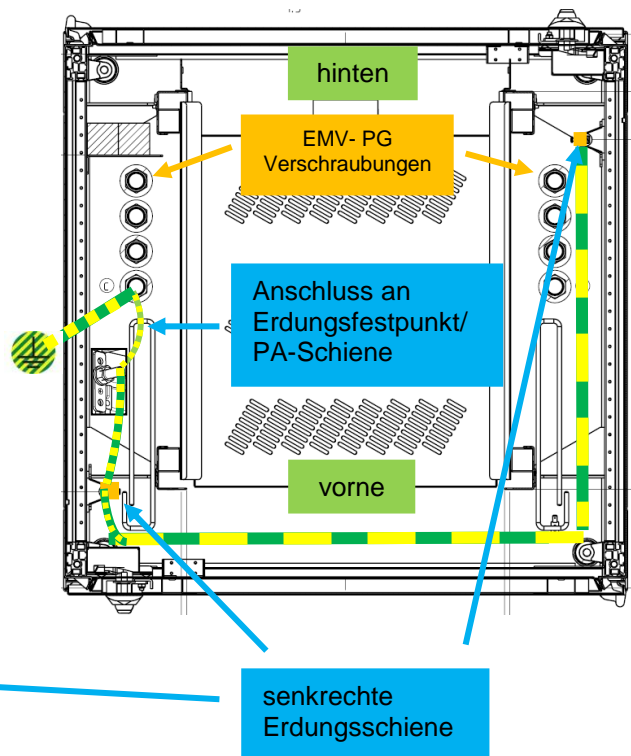 hinten
EMV- PG
Verschraubungen
Anschluss an
Erdungsfestpunkt/
PA-Schiene
C
C
vorne
senkrechte
Erdungsschiene